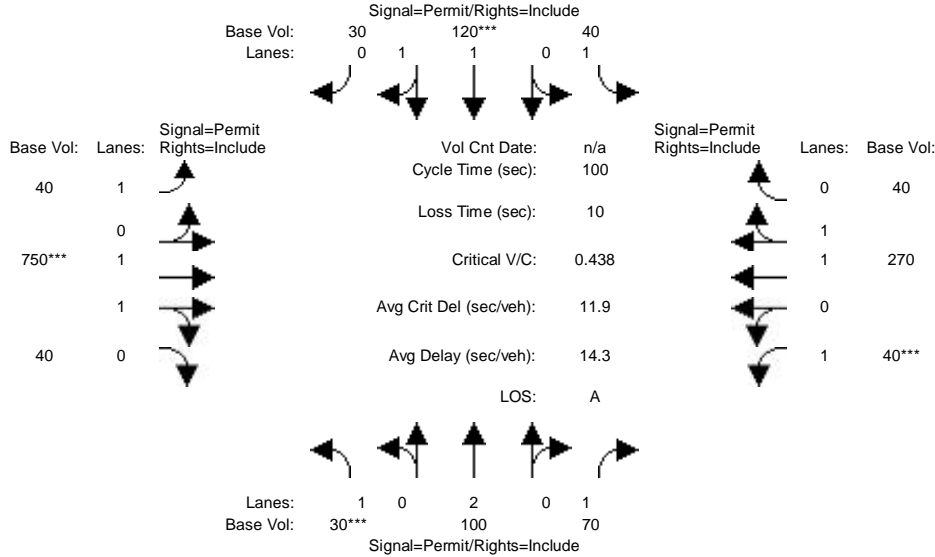 Signal=Permit/Rights=Include
Base Vol: 30 120*** 40
Lanes: 0 1 1 0 1
Signal=Permit Signal=Permit
Base Vol: Lanes: Rights=Include Vol Cnt Date: n/a Rights=Include Lanes: Base Vol:
Cycle Time (sec): 100
40 1 0 40
Loss Time (sec): 10
0 1
750*** 1 Critical V/C: 0.438 1 270
1 Avg Crit Del (sec/veh): 11.9 0
40 0 Avg Delay (sec/veh): 14.3 1 40***
LOS: A
Lanes: 1 0 2 0 1
Base Vol: 30*** 100 70
Signal=Permit/Rights=Include